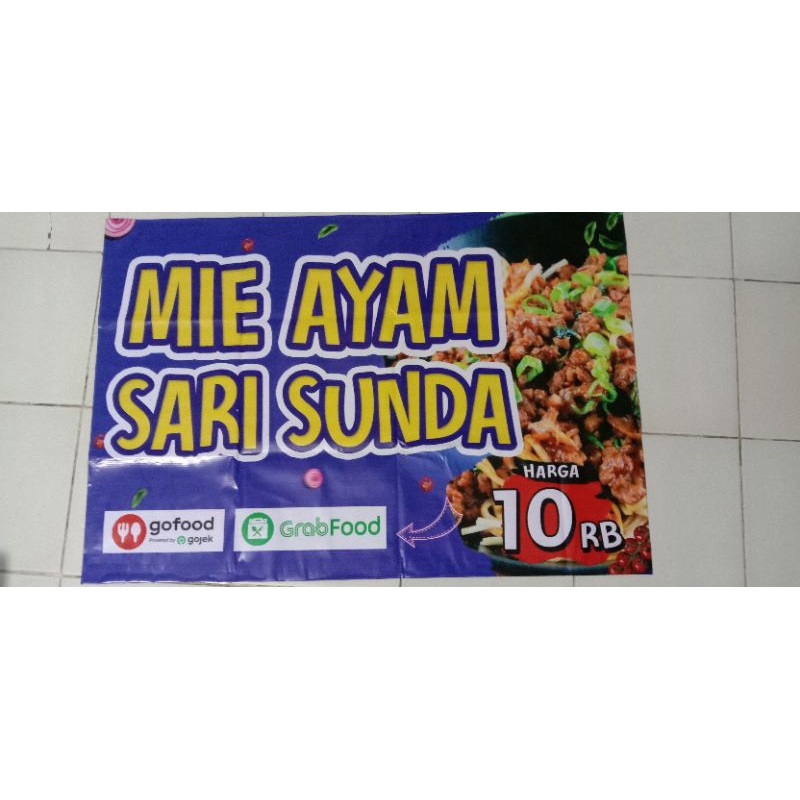 MIE AYAM
SARI SUNDA
HARGA
10 RB
gofood
Powered by gojek
GrabFood